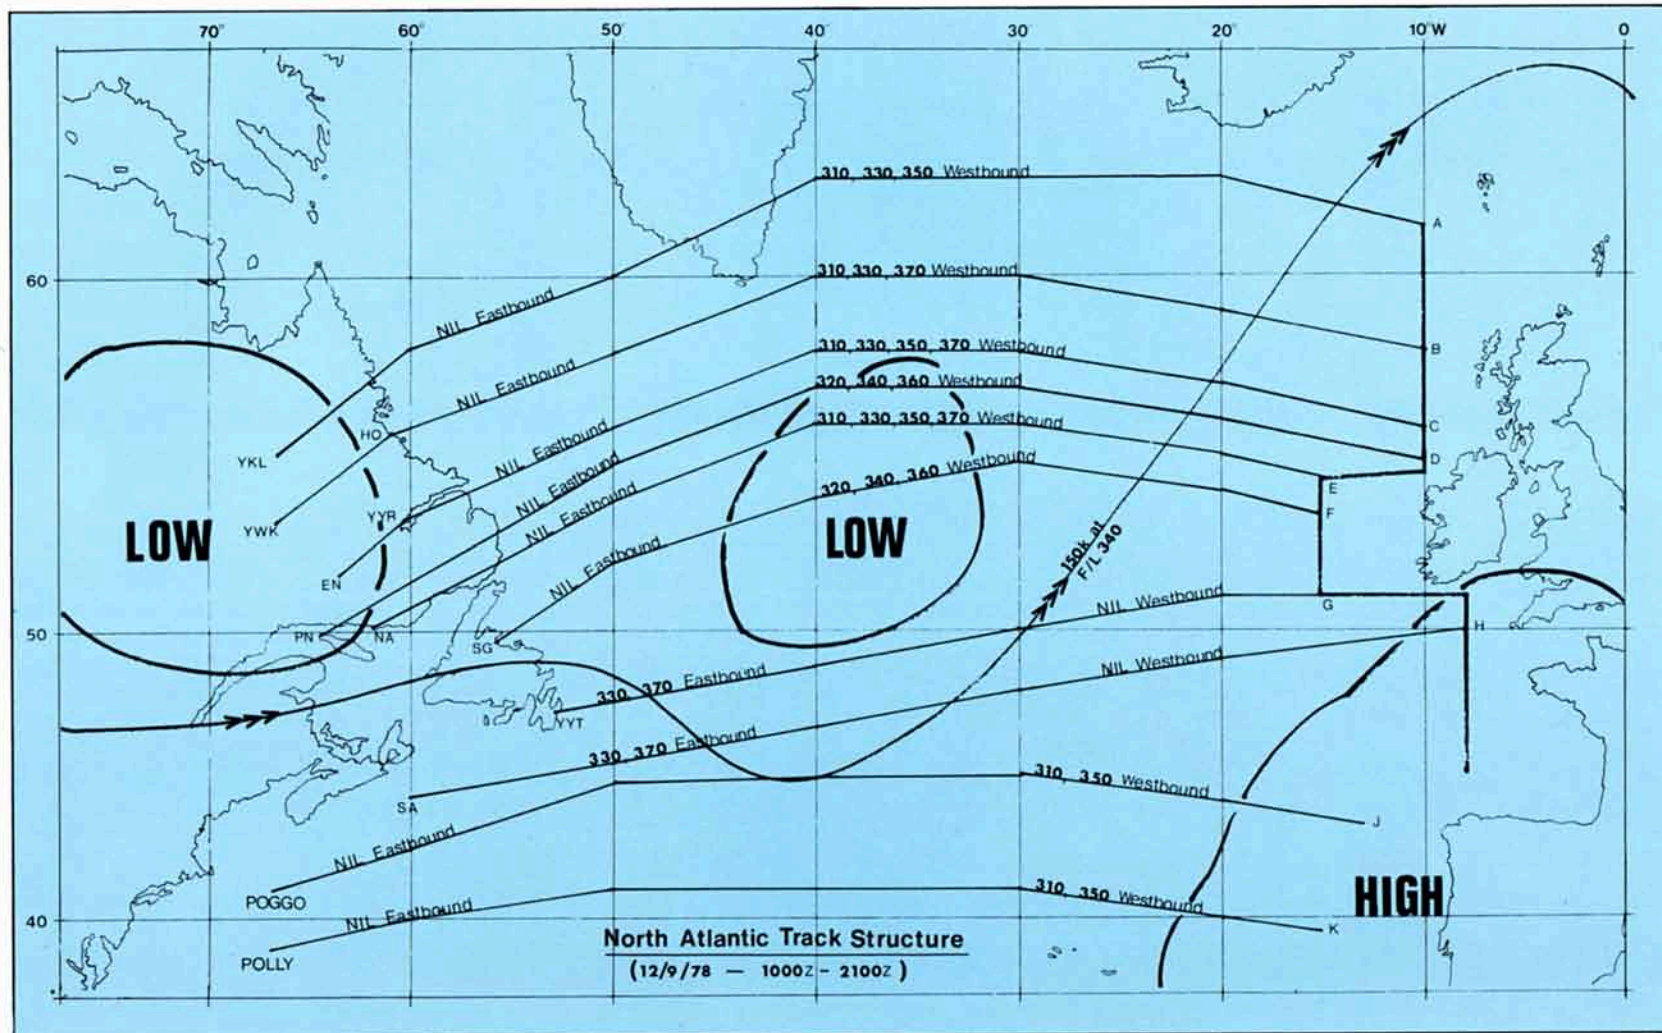 70° 60° 50° 40° 30° 20° 10°W 0
310, 330, 350 Westbound
A
60
310, 330, 370 Westbound
NIL Eastbound
B
310, 330, 350, 370 Westbound
NIL Eastbound
320, 340, 360 Westbound
310, 330, 350, 370 Westbound
C
HO
NIL Eastbound
D
YKL
320, 340, 360 Westbound
NIL Eastbound
E
NIL Eastbound
F
YYR
YWK
LOW
LOW
150k at
F/L 340
EN
NIL Eastbound
NIL Westbound
G
50
PN
NA
SG
H
NIL Westbound
330, 370 Eastbound
YYT
330, 370 Eastbound
310, 350 Westbound
SA
J
NIL Eastbound
POGGO
310, 350 Westbound
HIGH
40
NIL Eastbound
K
POLLY
North Atlantic Track Structure
(12/9/78 — 1000Z - 2100Z)